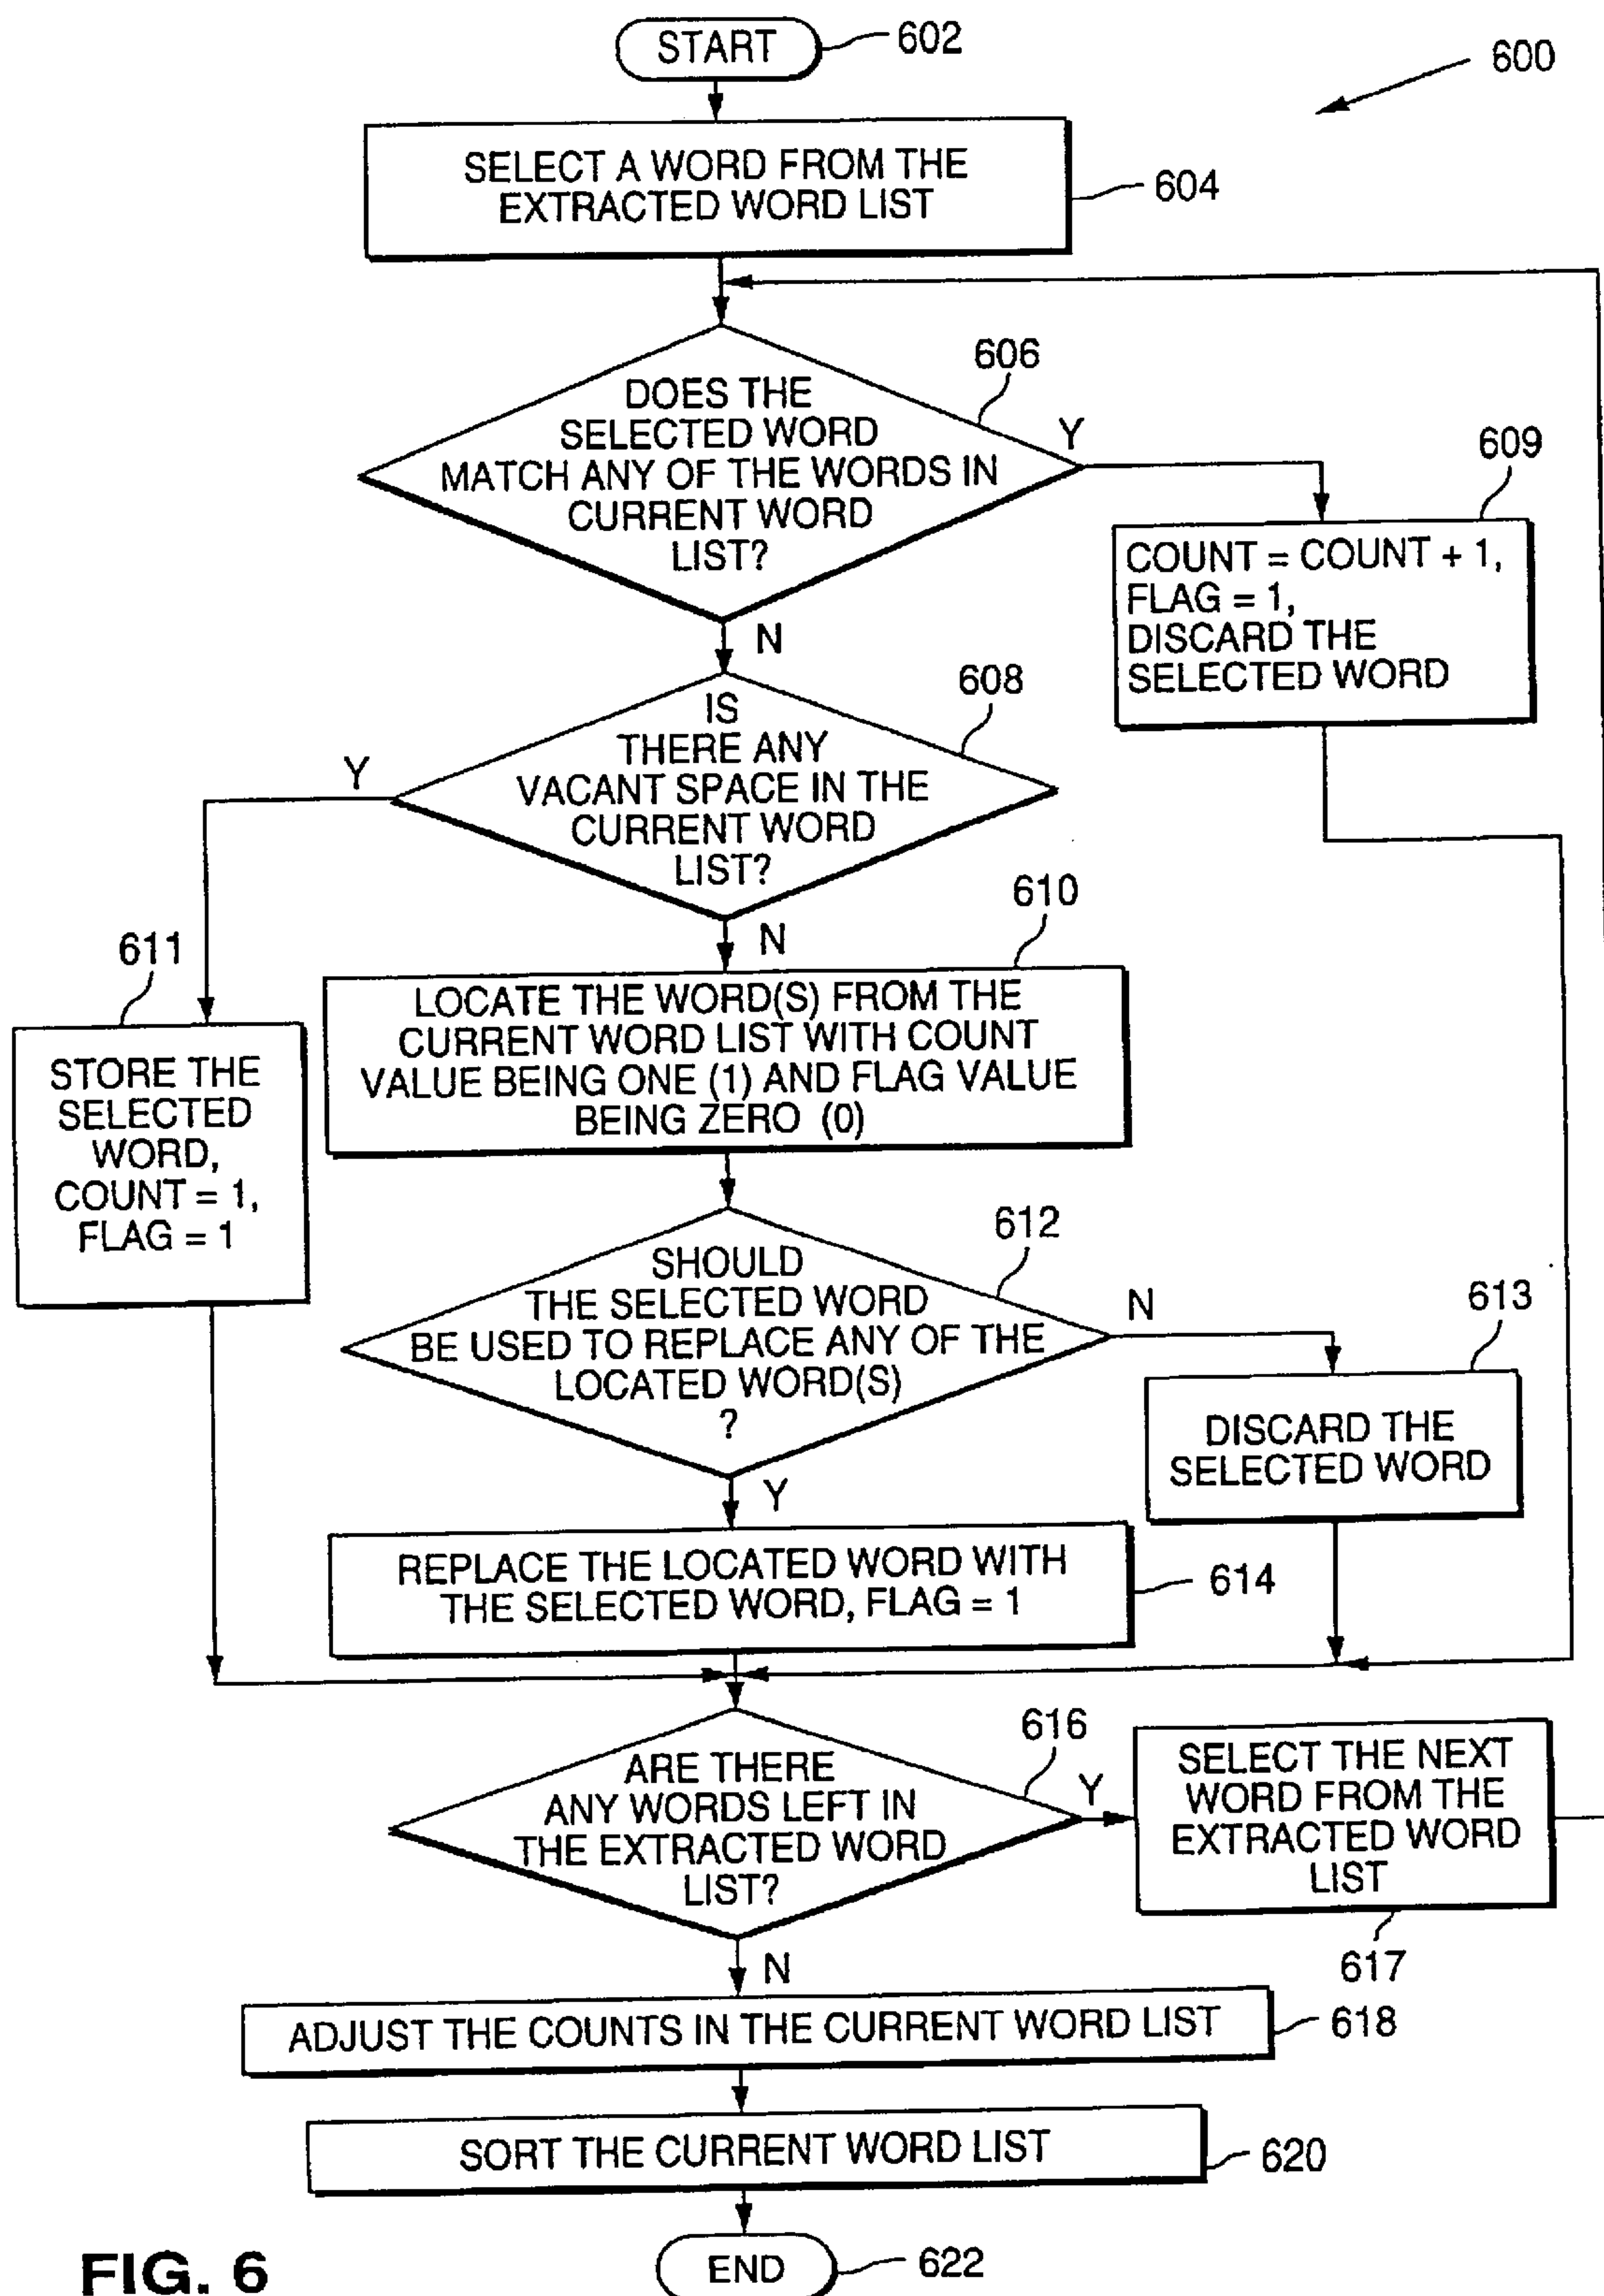 START
602
600
SELECT A WORD FROM THE
EXTRACTED WORD LIST
604
606
DOES THE
SELECTED WORD
MATCH ANY OF THE WORDS IN
CURRENT WORD
LIST?
Y
N
609
COUNT = COUNT + 1,
FLAG = 1,
DISCARD THE
SELECTED WORD
608
IS
THERE ANY
VACANT SPACE IN THE
CURRENT WORD
LIST?
Y
N
611
STORE THE
SELECTED
WORD,
COUNT = 1,
FLAG = 1
610
LOCATE THE WORD(S) FROM THE
CURRENT WORD LIST WITH COUNT
VALUE BEING ONE (1) AND FLAG VALUE
BEING ZERO (0)
612
SHOULD
THE SELECTED WORD
BE USED TO REPLACE ANY OF THE
LOCATED WORD(S)
?
N
Y
613
DISCARD THE
SELECTED WORD
REPLACE THE LOCATED WORD WITH
THE SELECTED WORD, FLAG = 1
614
616
ARE THERE
ANY WORDS LEFT IN
THE EXTRACTED WORD
LIST?
Y
N
SELECT THE NEXT
WORD FROM THE
EXTRACTED WORD
LIST
617
ADJUST THE COUNTS IN THE CURRENT WORD LIST
618
SORT THE CURRENT WORD LIST
620
END
622
FIG. 6